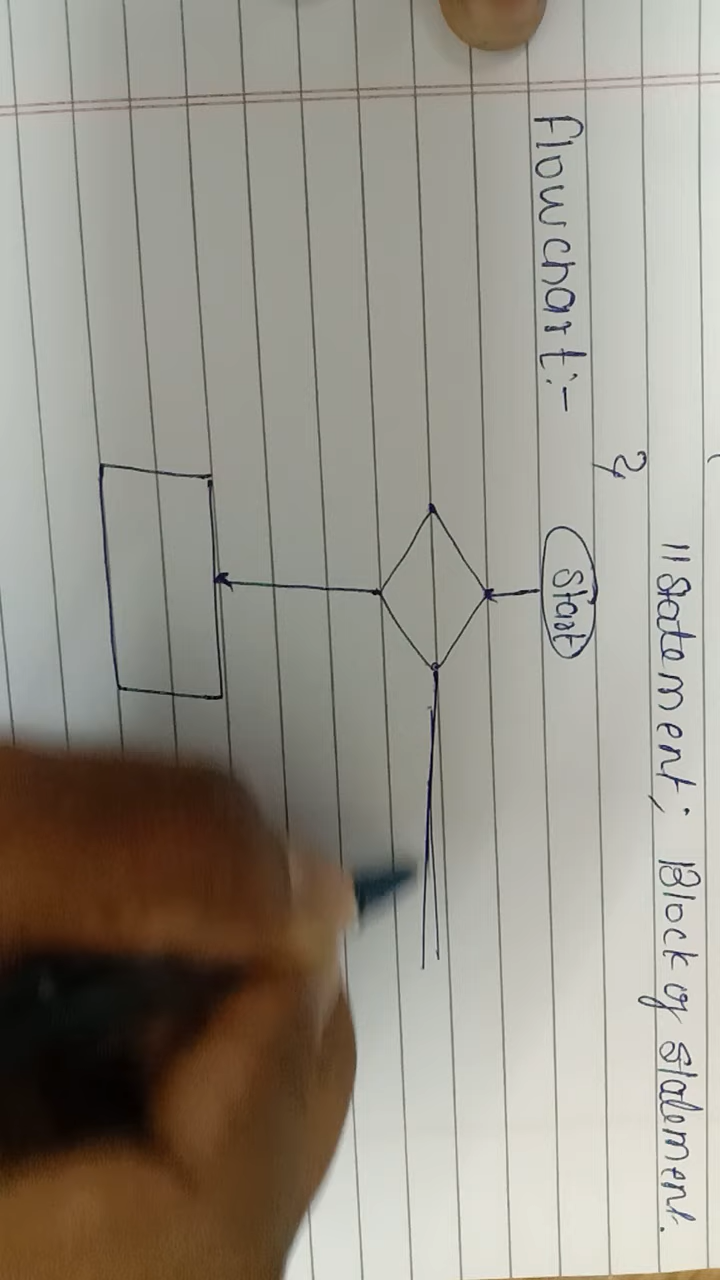 // Statement; Block of Statement.
}
Flowchart:-
Start